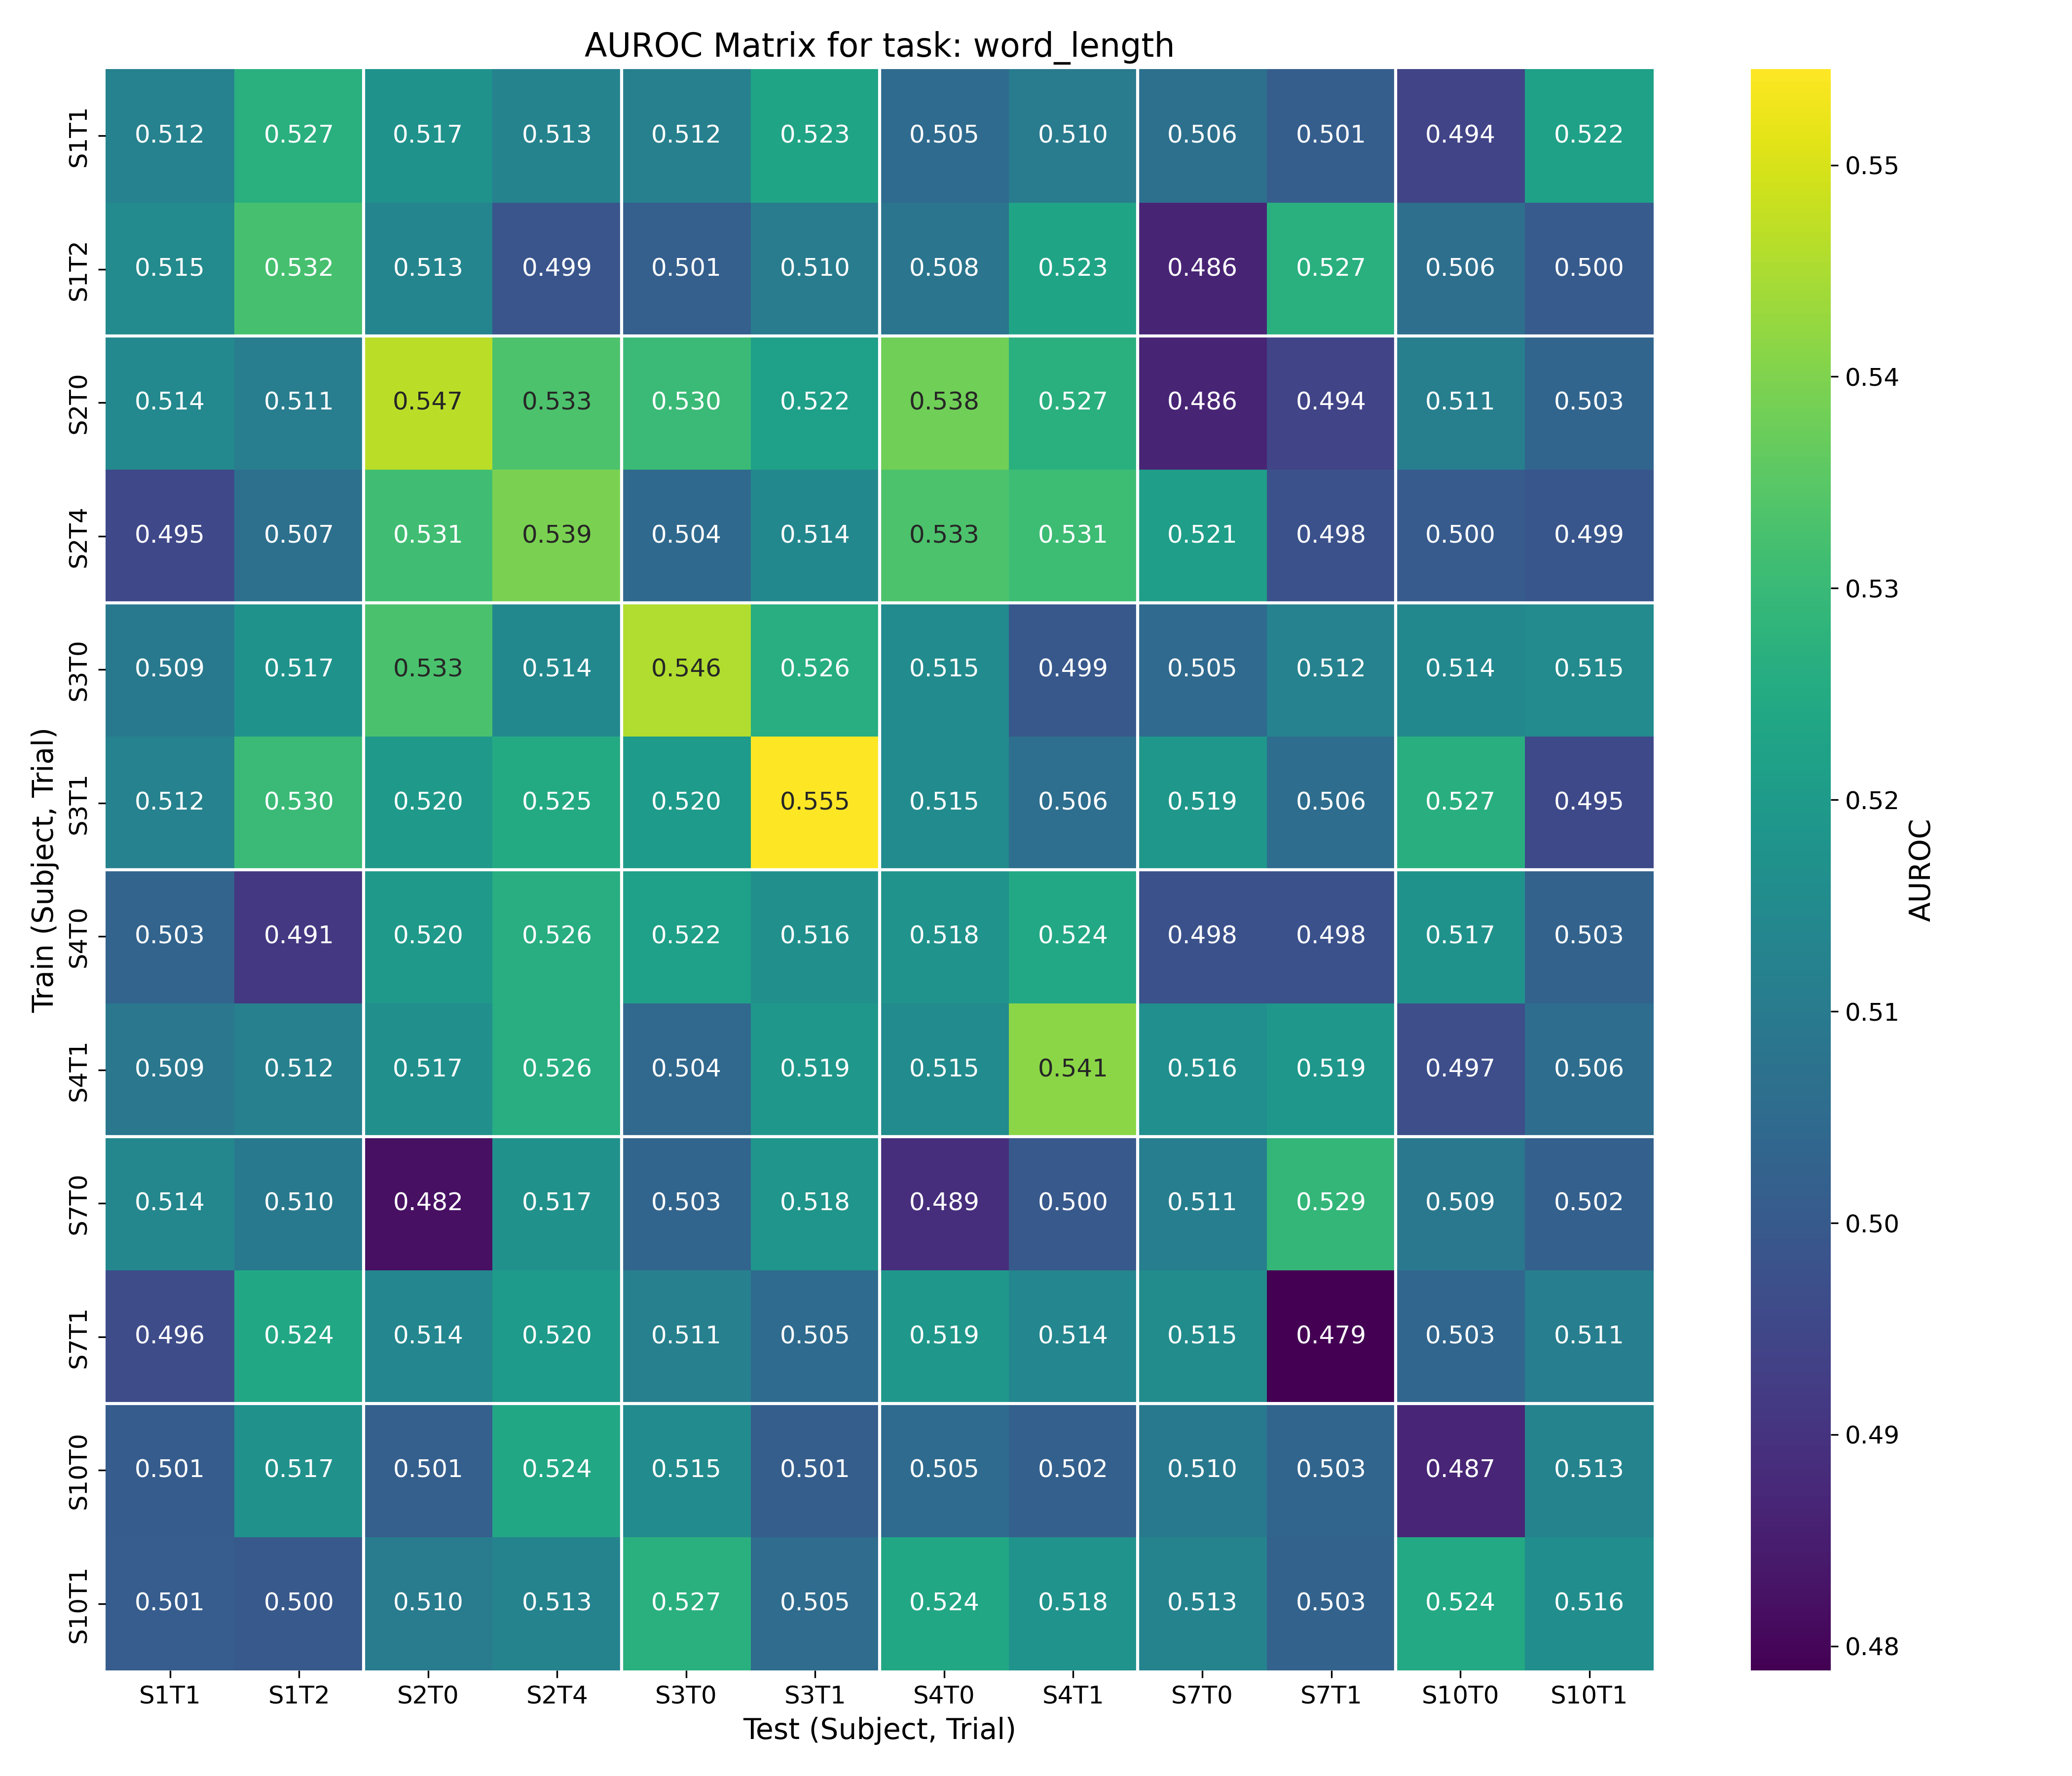 AUROC Matrix for task: word_length
S1T1 0.512 0.527 0.517 0.513 0.512 0.523 0.505 0.510 0.506 0.501 0.494 0.522
S1T2 0.515 0.532 0.513 0.499 0.501 0.510 0.508 0.523 0.486 0.527 0.506 0.500
S2T0 0.514 0.511 0.547 0.533 0.530 0.522 0.538 0.527 0.486 0.494 0.511 0.503
S2T4 0.495 0.507 0.531 0.539 0.504 0.514 0.533 0.531 0.521 0.498 0.500 0.499
S3T0 0.509 0.517 0.533 0.514 0.546 0.526 0.515 0.499 0.505 0.512 0.514 0.515
S3T1 0.512 0.530 0.520 0.525 0.520 0.555 0.515 0.506 0.519 0.506 0.527 0.495
S4T0 0.503 0.491 0.520 0.526 0.522 0.516 0.518 0.524 0.498 0.498 0.517 0.503
S4T1 0.509 0.512 0.517 0.526 0.504 0.519 0.515 0.541 0.516 0.519 0.497 0.506
S7T0 0.514 0.510 0.482 0.517 0.503 0.518 0.489 0.500 0.511 0.529 0.509 0.502
S7T1 0.496 0.524 0.514 0.520 0.511 0.505 0.519 0.514 0.515 0.479 0.503 0.511
S10T0 0.501 0.517 0.501 0.524 0.515 0.501 0.505 0.502 0.510 0.503 0.487 0.513
S10T1 0.501 0.500 0.510 0.513 0.527 0.505 0.524 0.518 0.513 0.503 0.524 0.516
S1T1 S1T2 S2T0 S2T4 S3T0 S3T1 S4T0 S4T1 S7T0 S7T1 S10T0 S10T1
Test (Subject, Trial)
Train (Subject, Trial)
0.55
0.54
0.53
0.52
0.51
0.50
0.49
0.48
AUROC